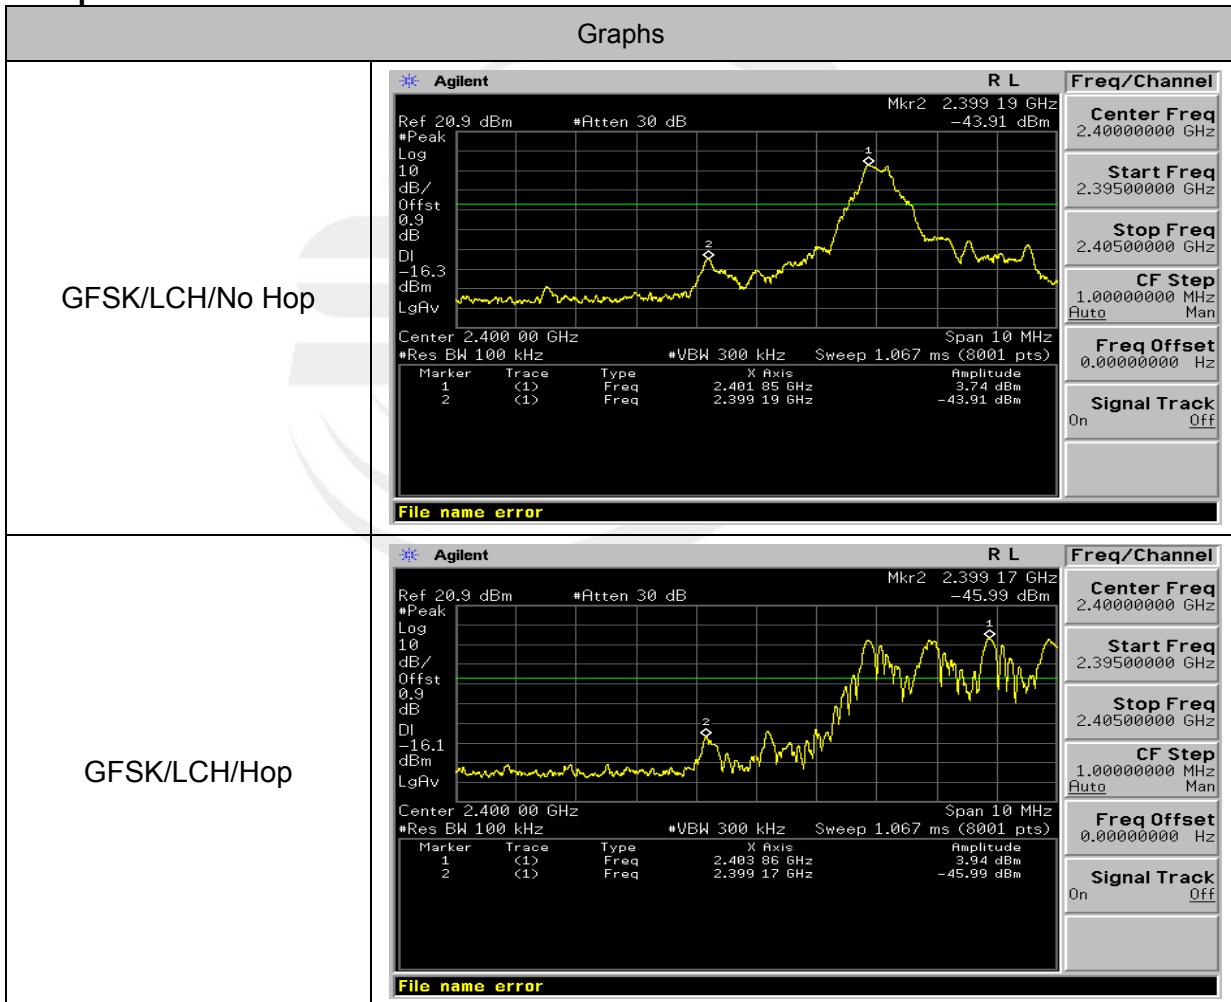 Graphs
GFSK/LCH/No Hop
Agilent R L
Mkr2 2.399 19 GHz
Ref 20.9 dBm #Atten 30 dB -43.91 dBm
#Peak
Log
10
dB/
Offst
0.9
dB
DI
-16.3
dBm
LgAv
1
2
Center 2.400 00 GHz Span 10 MHz
#Res BW 100 kHz #VBW 300 kHz Sweep 1.067 ms (8001 pts)
Marker Trace Type X Axis Amplitude
1 (1) Freq 2.401 85 GHz 3.74 dBm
2 (1) Freq 2.399 19 GHz -43.91 dBm
File name error
Freq/Channel
Center Freq
2.40000000 GHz
Start Freq
2.39500000 GHz
Stop Freq
2.40500000 GHz
CF Step
1.00000000 MHz
Auto Man
Freq Offset
0.00000000 Hz
Signal Track
On Off
GFSK/LCH/Hop
Agilent R L
Mkr2 2.399 17 GHz
Ref 20.9 dBm #Atten 30 dB -45.99 dBm
#Peak
Log
10
dB/
Offst
0.9
dB
DI
-16.1
dBm
LgAv
1
2
Center 2.400 00 GHz Span 10 MHz
#Res BW 100 kHz #VBW 300 kHz Sweep 1.067 ms (8001 pts)
Marker Trace Type X Axis Amplitude
1 (1) Freq 2.403 86 GHz 3.94 dBm
2 (1) Freq 2.399 17 GHz -45.99 dBm
File name error
Freq/Channel
Center Freq
2.40000000 GHz
Start Freq
2.39500000 GHz
Stop Freq
2.40500000 GHz
CF Step
1.00000000 MHz
Auto Man
Freq Offset
0.00000000 Hz
Signal Track
On Off